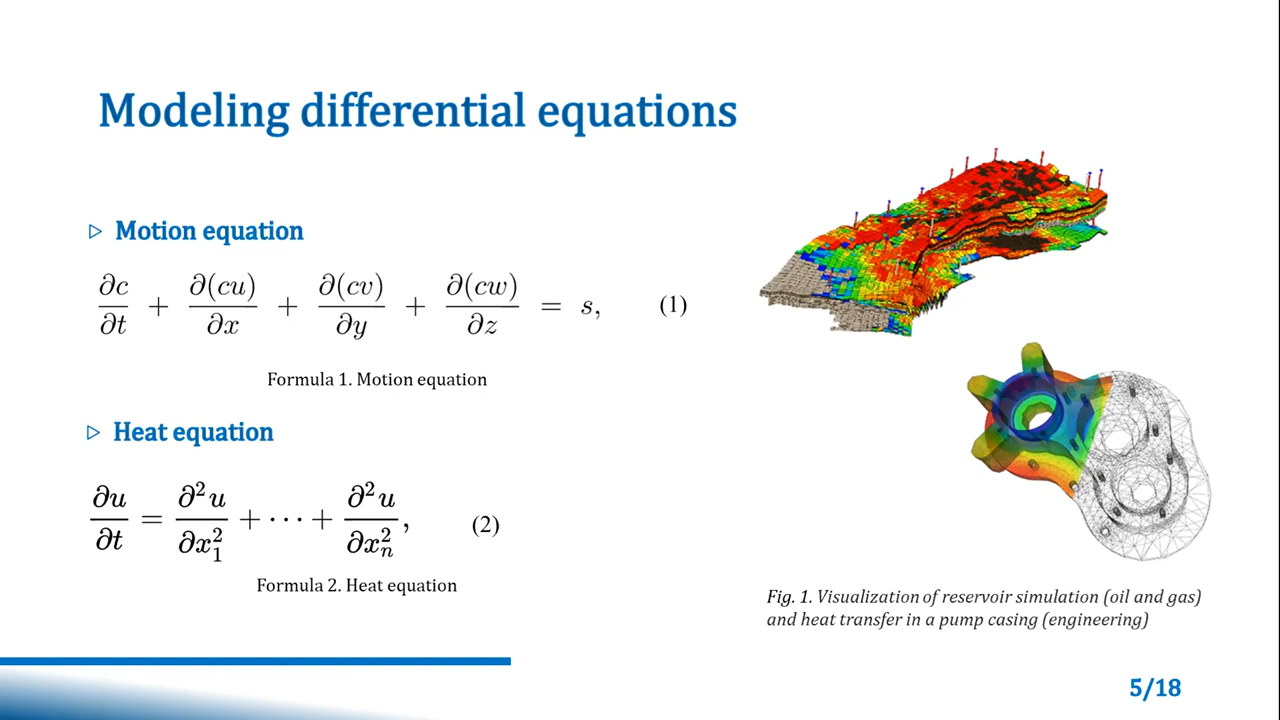 Modeling differential equations
▷ Motion equation
∂c/∂t + ∂(cu)/∂x + ∂(cv)/∂y + ∂(cw)/∂z = s, (1)
Formula 1. Motion equation
▷ Heat equation
∂u/∂t = ∂²u/∂x₁² + ⋯ + ∂²u/∂xₙ², (2)
Formula 2. Heat equation
Fig. 1. Visualization of reservoir simulation (oil and gas)
and heat transfer in a pump casing (engineering)
5/18